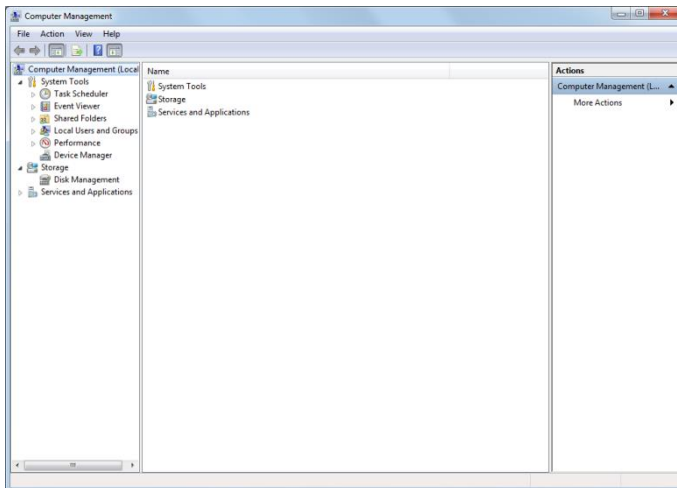 Computer Management
File Action View Help
Computer Management (Local
System Tools
Task Scheduler
Event Viewer
Shared Folders
Local Users and Groups
Performance
Device Manager
Storage
Disk Management
Services and Applications
Name
System Tools
Storage
Services and Applications
Actions
Computer Management (L...
More Actions